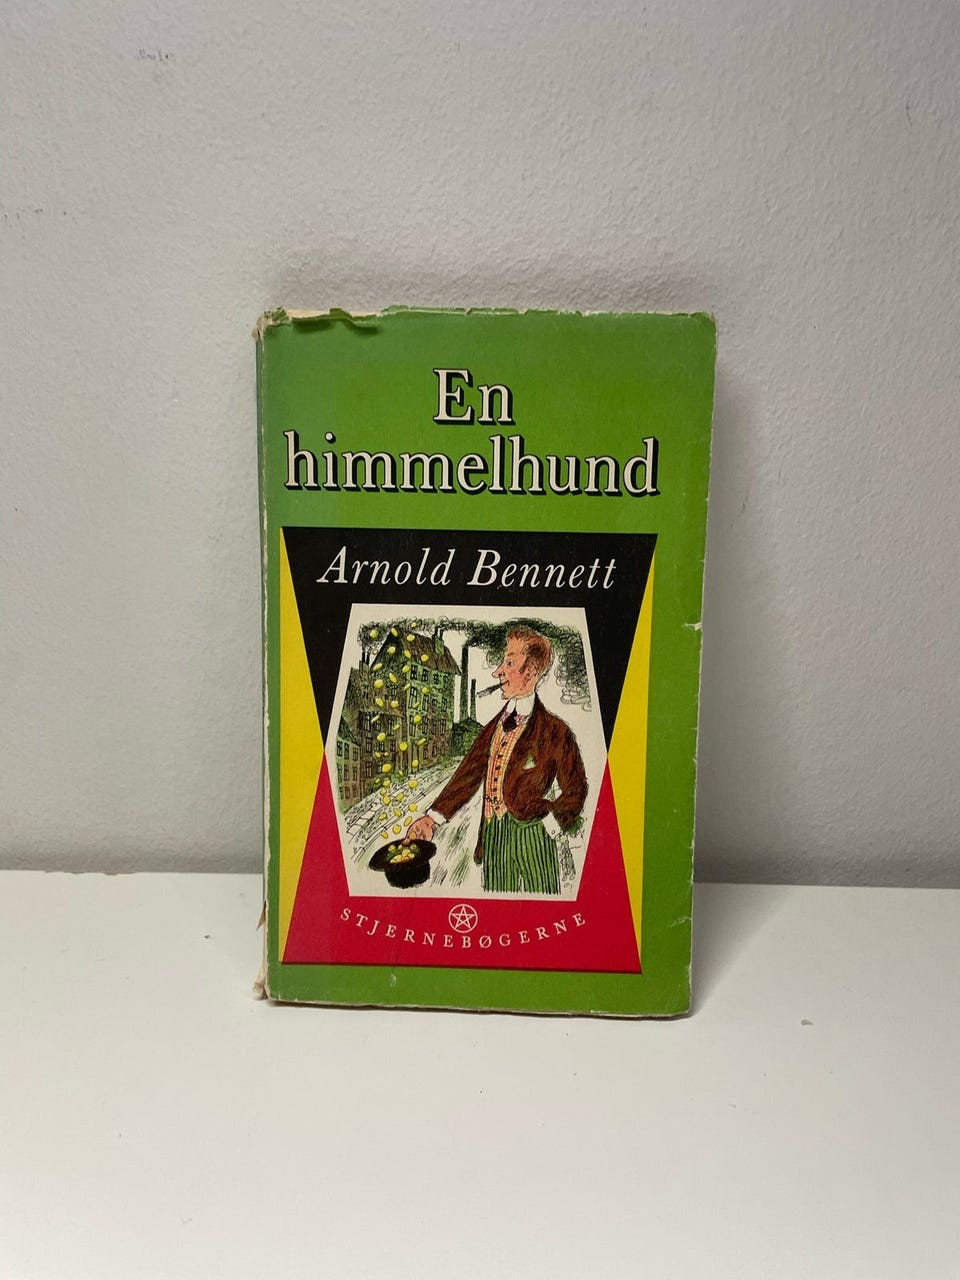 En
himmelhund
Arnold Bennett
STJERNEBØGERNE